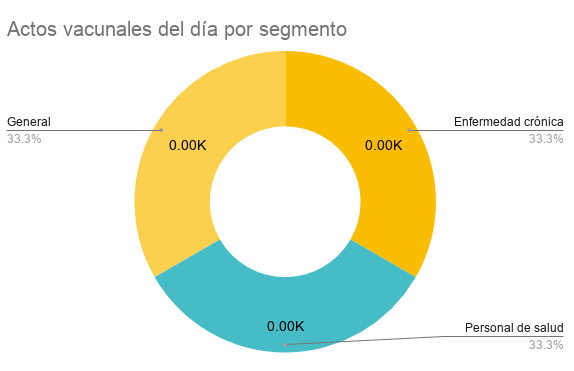 Actos vacunales del día por segmento
General
33.3%
Enfermedad crónica
33.3%
0.00K
0.00K
0.00K
Personal de salud
33.3%